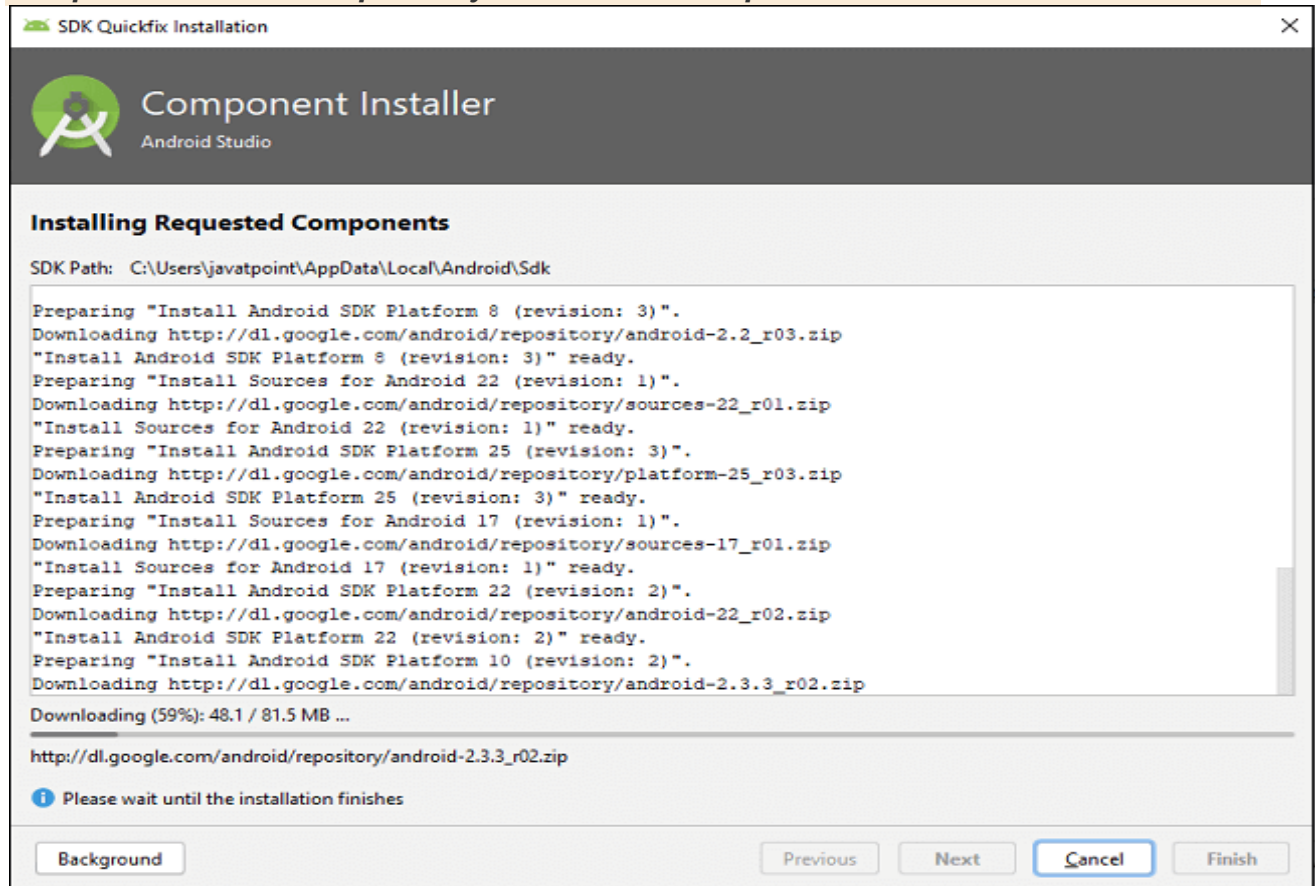 SDK Quickfix Installation
Component Installer
Android Studio
Installing Requested Components
SDK Path: C:\Users\javatpoint\AppData\Local\Android\Sdk
Preparing "Install Android SDK Platform 8 (revision: 3)".
Downloading http://dl.google.com/android/repository/android-2.2_r03.zip
"Install Android SDK Platform 8 (revision: 3)" ready.
Preparing "Install Sources for Android 22 (revision: 1)".
Downloading http://dl.google.com/android/repository/sources-22_r01.zip
"Install Sources for Android 22 (revision: 1)" ready.
Preparing "Install Android SDK Platform 25 (revision: 3)".
Downloading http://dl.google.com/android/repository/platform-25_r03.zip
"Install Android SDK Platform 25 (revision: 3)" ready.
Preparing "Install Sources for Android 17 (revision: 1)".
Downloading http://dl.google.com/android/repository/sources-17_r01.zip
"Install Sources for Android 17 (revision: 1)" ready.
Preparing "Install Android SDK Platform 22 (revision: 2)".
Downloading http://dl.google.com/android/repository/android-22_r02.zip
"Install Android SDK Platform 22 (revision: 2)" ready.
Preparing "Install Android SDK Platform 10 (revision: 2)".
Downloading http://dl.google.com/android/repository/android-2.3.3_r02.zip
Downloading (59%): 48.1 / 81.5 MB ...
http://dl.google.com/android/repository/android-2.3.3_r02.zip
Please wait until the installation finishes
Background Previous Next Cancel Finish